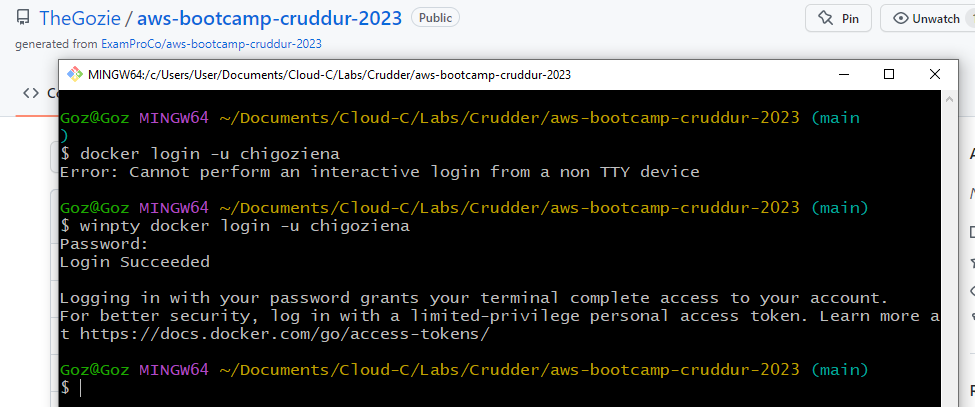 TheGozie / aws-bootcamp-cruddur-2023 Public Pin Unwatch
generated from ExamProCo/aws-bootcamp-cruddur-2023
MINGW64:/c/Users/User/Documents/Cloud-C/Labs/Crudder/aws-bootcamp-cruddur-2023
Goz@Goz MINGW64 ~/Documents/Cloud-C/Labs/Crudder/aws-bootcamp-cruddur-2023 (main
)
$ docker login -u chigoziena
Error: Cannot perform an interactive login from a non TTY device
Goz@Goz MINGW64 ~/Documents/Cloud-C/Labs/Crudder/aws-bootcamp-cruddur-2023 (main)
$ winpty docker login -u chigoziena
Password:
Login Succeeded
Logging in with your password grants your terminal complete access to your account.
For better security, log in with a limited-privilege personal access token. Learn more a
t https://docs.docker.com/go/access-tokens/
Goz@Goz MINGW64 ~/Documents/Cloud-C/Labs/Crudder/aws-bootcamp-cruddur-2023 (main)
$